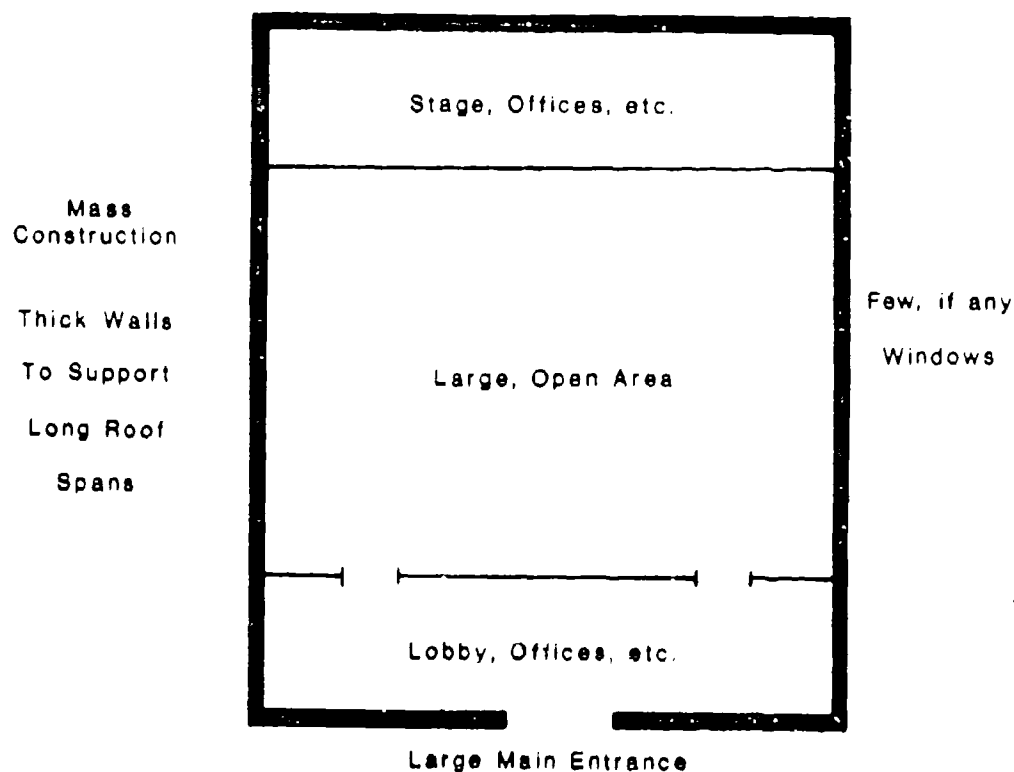 Stage, Offices, etc.
Mass
Construction
Thick Walls
To Support
Long Roof
Spans
Large, Open Area
Few, if any
Windows
Lobby, Offices, etc.
Large Main Entrance